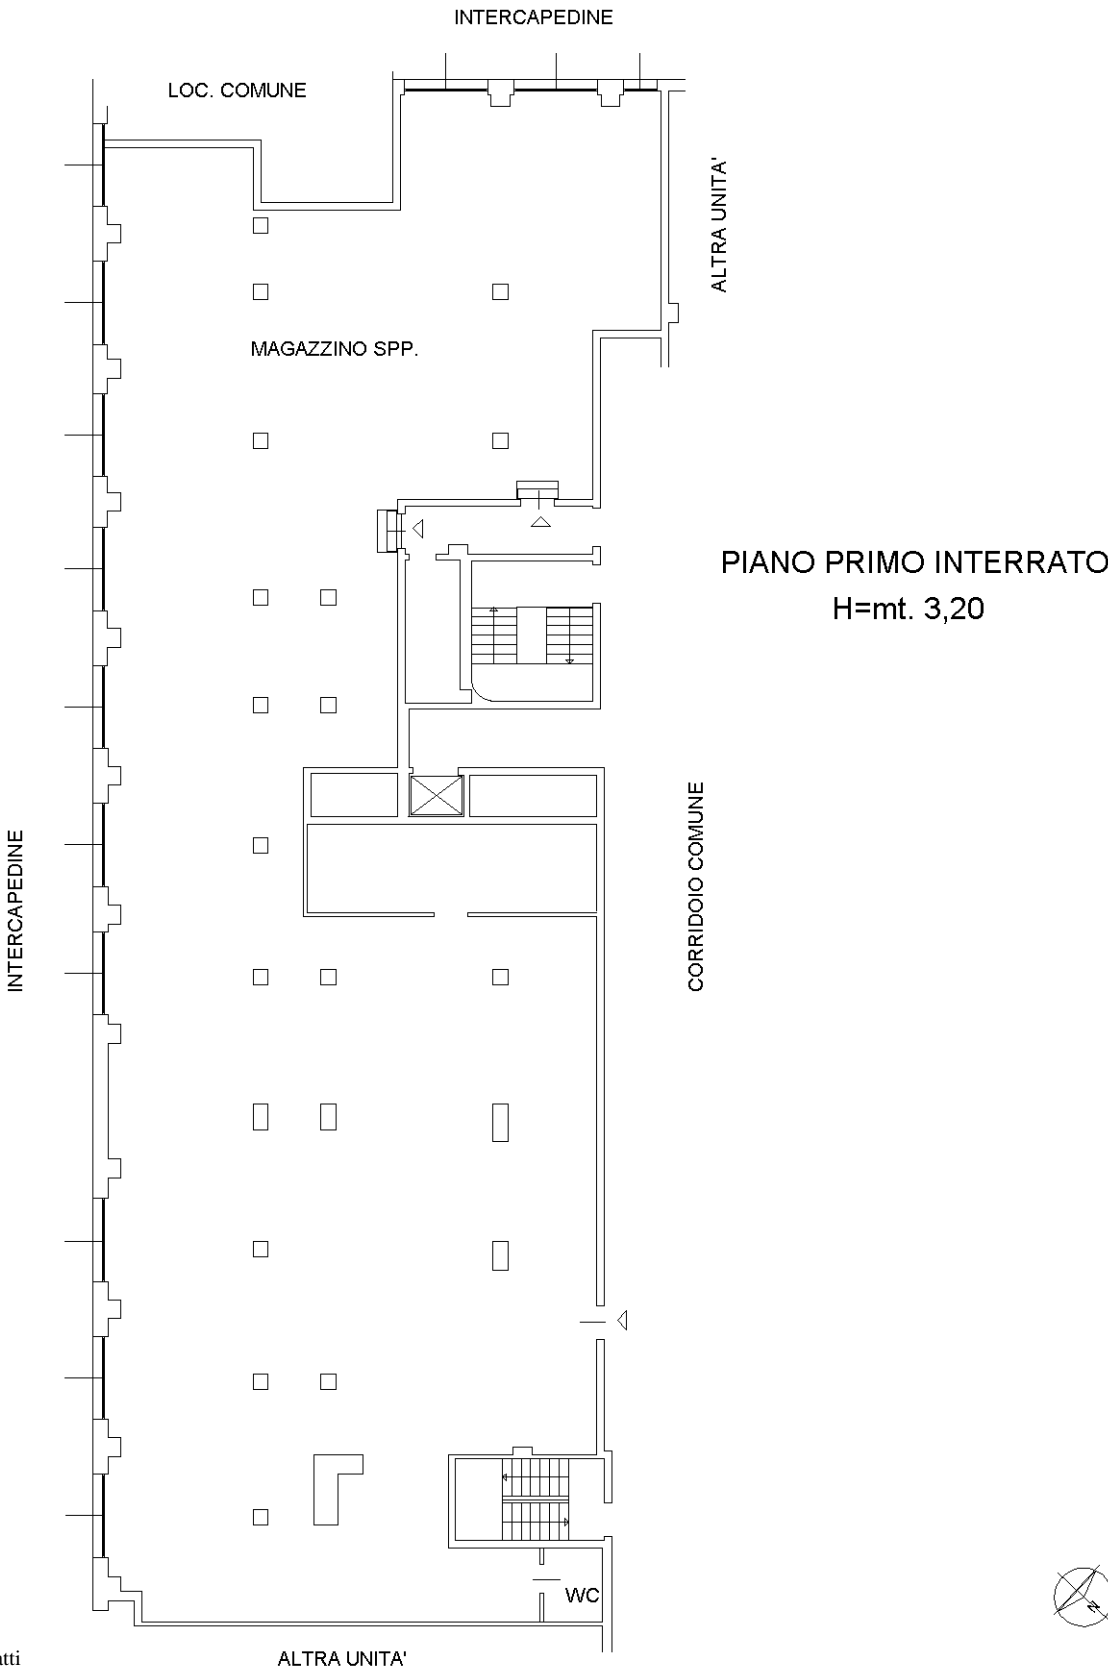 INTERCAPEDINE
LOC. COMUNE
ALTRA UNITA'
MAGAZZINO SPP.
PIANO PRIMO INTERRATO
H=mt. 3,20
CORRIDOIO COMUNE
INTERCAPEDINE
WC
N
ALTRA UNITA'